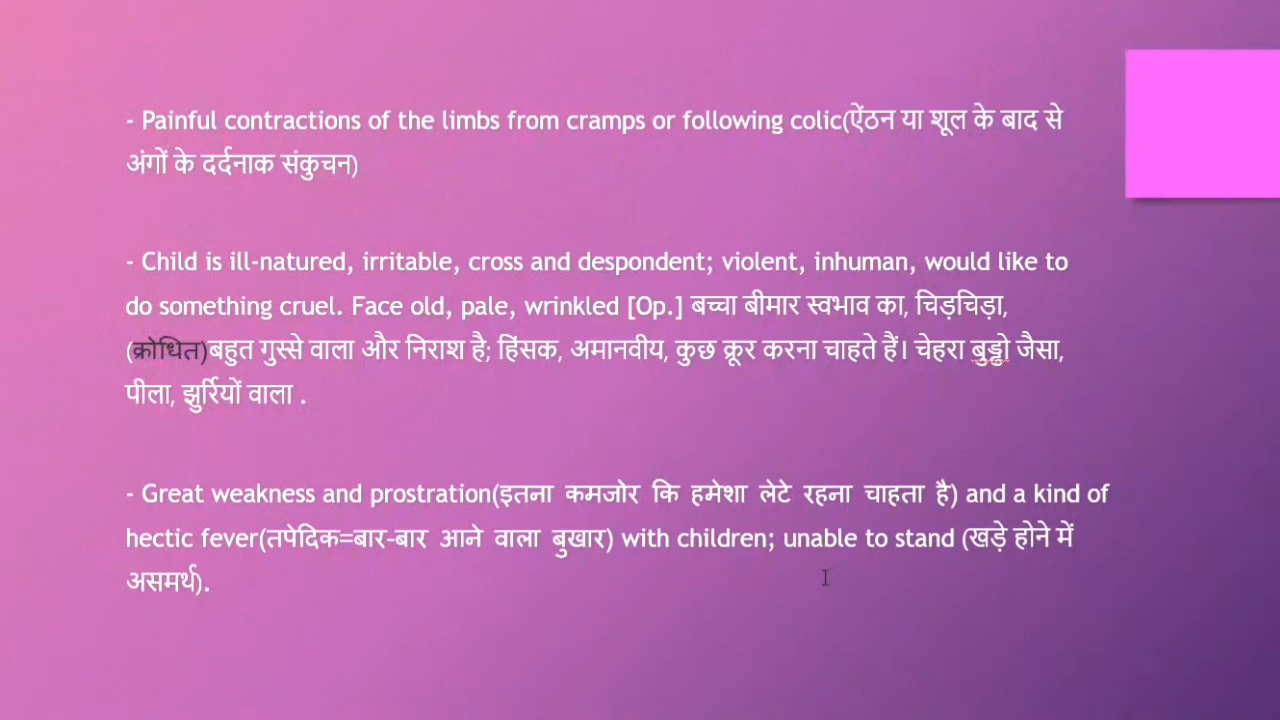 - Painful contractions of the limbs from cramps or following colic(ऐंठन या शूल के बाद से
अंगों के दर्दनाक संकुचन)
- Child is ill-natured, irritable, cross and despondent; violent, inhuman, would like to
do something cruel. Face old, pale, wrinkled [Op.] बच्चा बीमार स्वभाव का, चिड़चिड़ा,
(क्रोधित)बहुत गुस्से वाला और निराश है; हिंसक, अमानवीय, कुछ क्रूर करना चाहते हैं। चेहरा बुड्ढो जैसा,
पीला, झुर्रियों वाला .
- Great weakness and prostration(इतना कमजोर कि हमेशा लेटे रहना चाहता है) and a kind of
hectic fever(तपेदिक=बार-बार आने वाला बुखार) with children; unable to stand (खड़े होने में
असमर्थ).